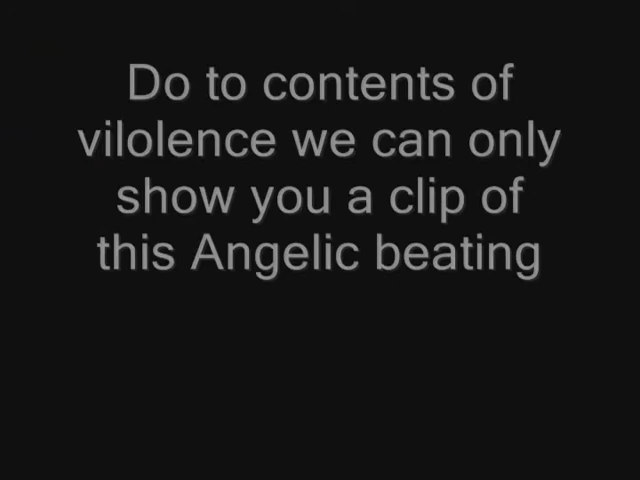 Do to contents of
vilolence we can only
show you a clip of
this Angelic beating